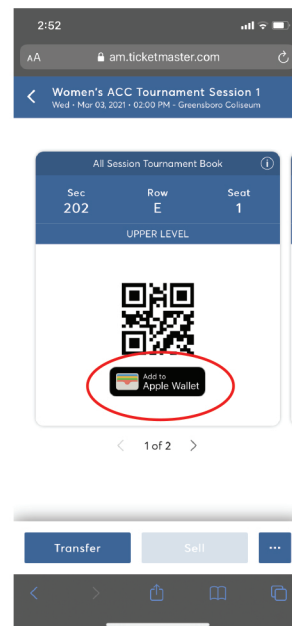 2:52
AA am.ticketmaster.com
Women's ACC Tournament Session 1
Wed • Mar 03, 2021 • 02:00 PM - Greensboro Coliseum
All Session Tournament Book
Sec Row Seat
202 E 1
UPPER LEVEL
Add to
Apple Wallet
1 of 2
Transfer Sell ...